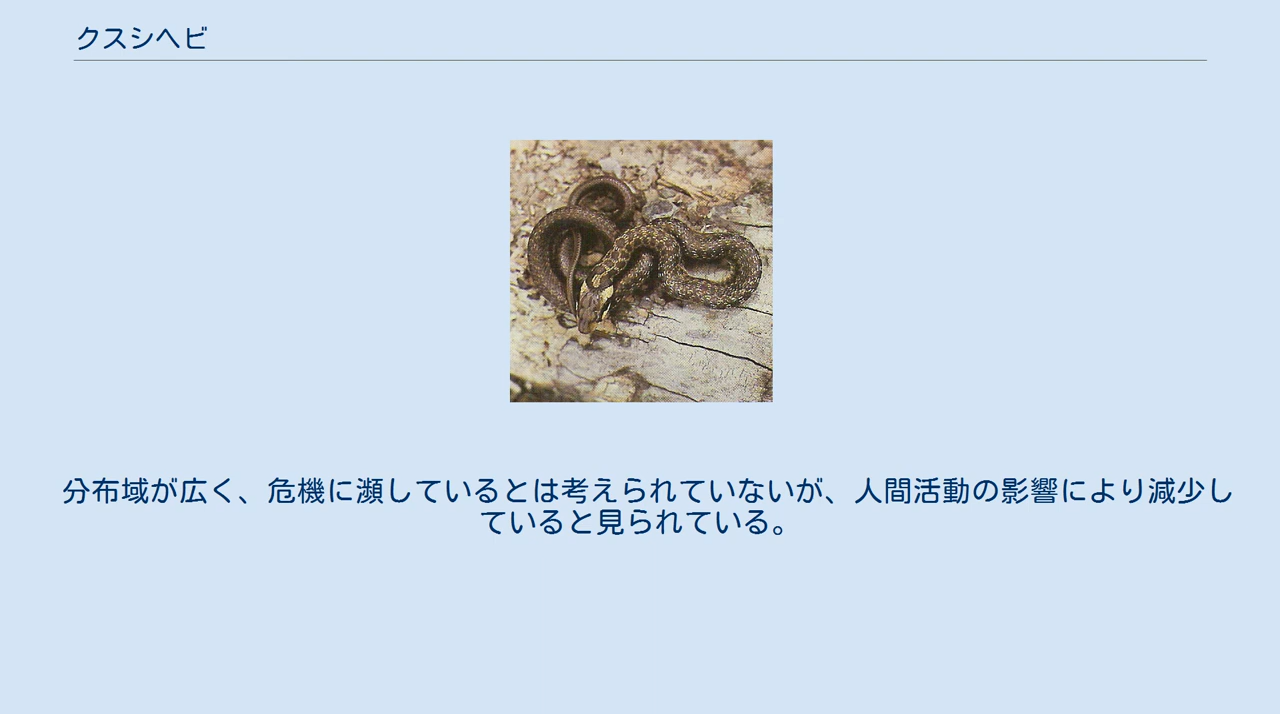 クスシヘビ
分布域が広く、危機に瀕しているとは考えられていないが、人間活動の影響により減少し
ていると見られている。